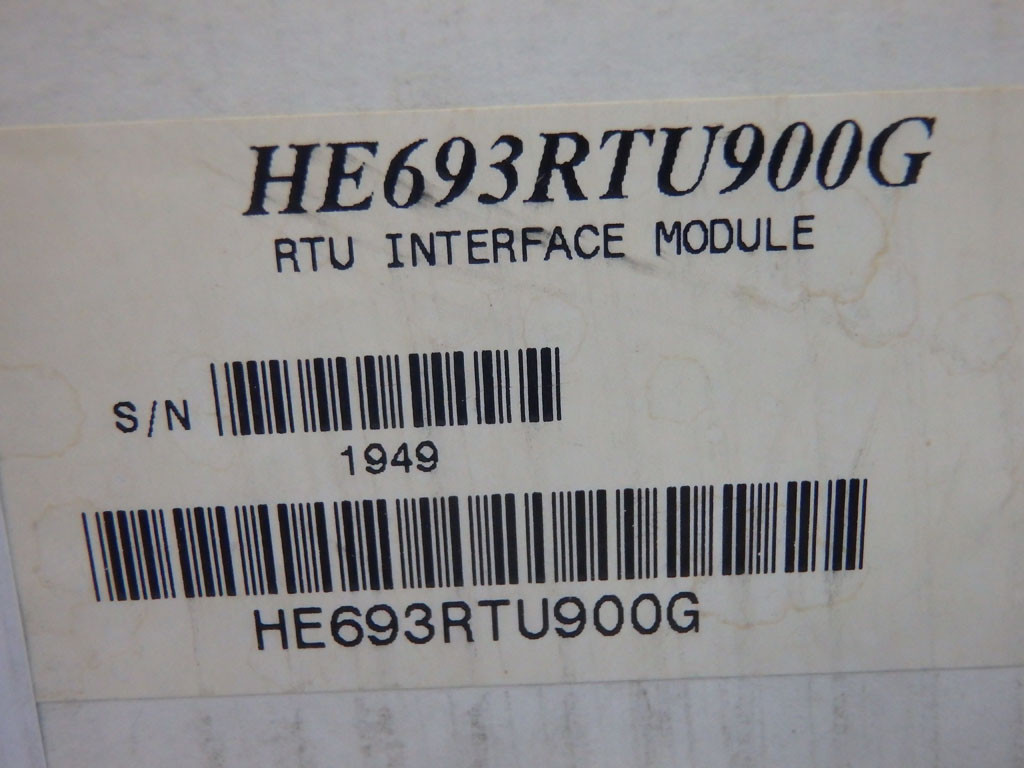 HE693RTU900G
RTU INTERFACE MODULE
S/N
1949
HE693RTU900G